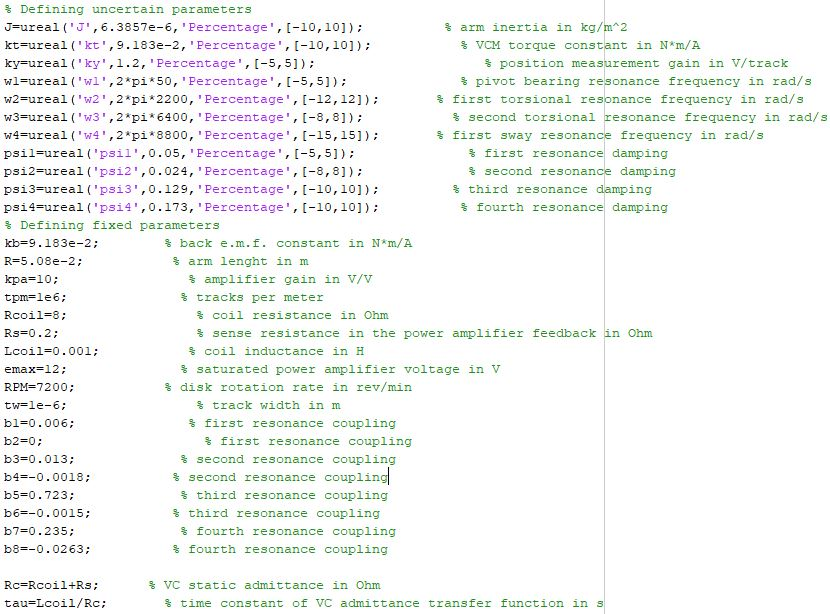 % Defining uncertain parameters
J=ureal('J',6.3857e-6,'Percentage',[-10,10]); % arm inertia in kg/m^2
kt=ureal('kt',9.183e-2,'Percentage',[-10,10]); % VCM torque constant in N*m/A
ky=ureal('ky',1.2,'Percentage',[-5,5]); % position measurement gain in V/track
w1=ureal('w1',2*pi*50,'Percentage',[-5,5]); % pivot bearing resonance frequency in rad/s
w2=ureal('w2',2*pi*2200,'Percentage',[-12,12]); % first torsional resonance frequency in rad/s
w3=ureal('w3',2*pi*6400,'Percentage',[-8,8]); % second torsional resonance frequency in rad/s
w4=ureal('w4',2*pi*8800,'Percentage',[-15,15]); % first sway resonance frequency in rad/s
psi1=ureal('psi1',0.05,'Percentage',[-5,5]); % first resonance damping
psi2=ureal('psi2',0.024,'Percentage',[-8,8]); % second resonance damping
psi3=ureal('psi3',0.129,'Percentage',[-10,10]); % third resonance damping
psi4=ureal('psi4',0.173,'Percentage',[-10,10]); % fourth resonance damping
% Defining fixed parameters
kb=9.183e-2; % back e.m.f. constant in N*m/A
R=5.08e-2; % arm lenght in m
kpa=10; % amplifier gain in V/V
tpm=1e6; % tracks per meter
Rcoil=8; % coil resistance in Ohm
Rs=0.2; % sense resistance in the power amplifier feedback in Ohm
Lcoil=0.001; % coil inductance in H
emax=12; % saturated power amplifier voltage in V
RPM=7200; % disk rotation rate in rev/min
tw=1e-6; % track width in m
b1=0.006; % first resonance coupling
b2=0; % first resonance coupling
b3=0.013; % second resonance coupling
b4=-0.0018; % second resonance coupling
b5=0.723; % third resonance coupling
b6=-0.0015; % third resonance coupling
b7=0.235; % fourth resonance coupling
b8=-0.0263; % fourth resonance coupling
Rc=Rcoil+Rs; % VC static admittance in Ohm
tau=Lcoil/Rc; % time constant of VC admittance transfer function in s